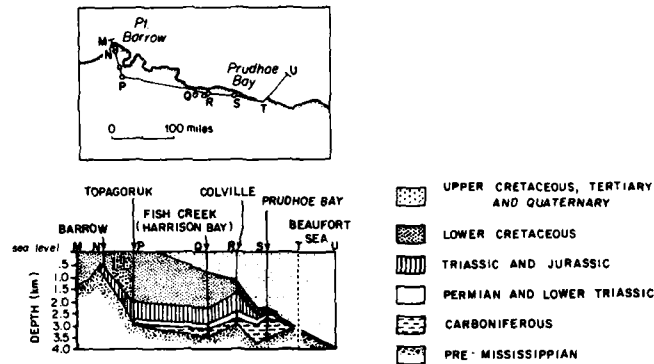 Pt.
Barrow
M
N
P
Prudhoe
Bay
U
Q
R
S
T
0 100 miles
TOPAGORUK
COLVILLE
FISH CREEK
(HARRISON BAY)
PRUDHOE BAY
BARROW
BEAUFORT
SEA
sea level M N P Q R S T U
.5
1.0
1.5
2.0
2.5
3.0
3.5
4.0
DEPTH (km)
UPPER CRETACEOUS, TERTIARY
AND QUATERNARY
LOWER CRETACEOUS
TRIASSIC AND JURASSIC
PERMIAN AND LOWER TRIASSIC
CARBONIFEROUS
PRE-MISSISSIPPIAN